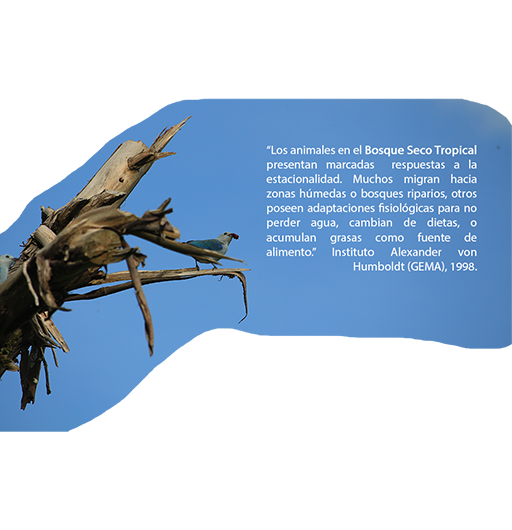 “Los animales en el Bosque Seco Tropical
presentan marcadas respuestas a la
estacionalidad. Muchos migran hacia
zonas húmedas o bosques riparios, otros
poseen adaptaciones fisiológicas para no
perder agua, cambian de dietas, o
acumulan grasas como fuente de
alimento.” Instituto Alexander von
Humboldt (GEMA), 1998.